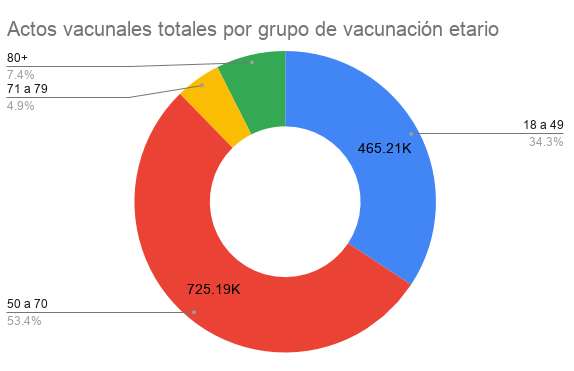 Actos vacunales totales por grupo de vacunación etario
80+
7.4%
71 a 79
4.9%
18 a 49
34.3%
465.21K
725.19K
50 a 70
53.4%